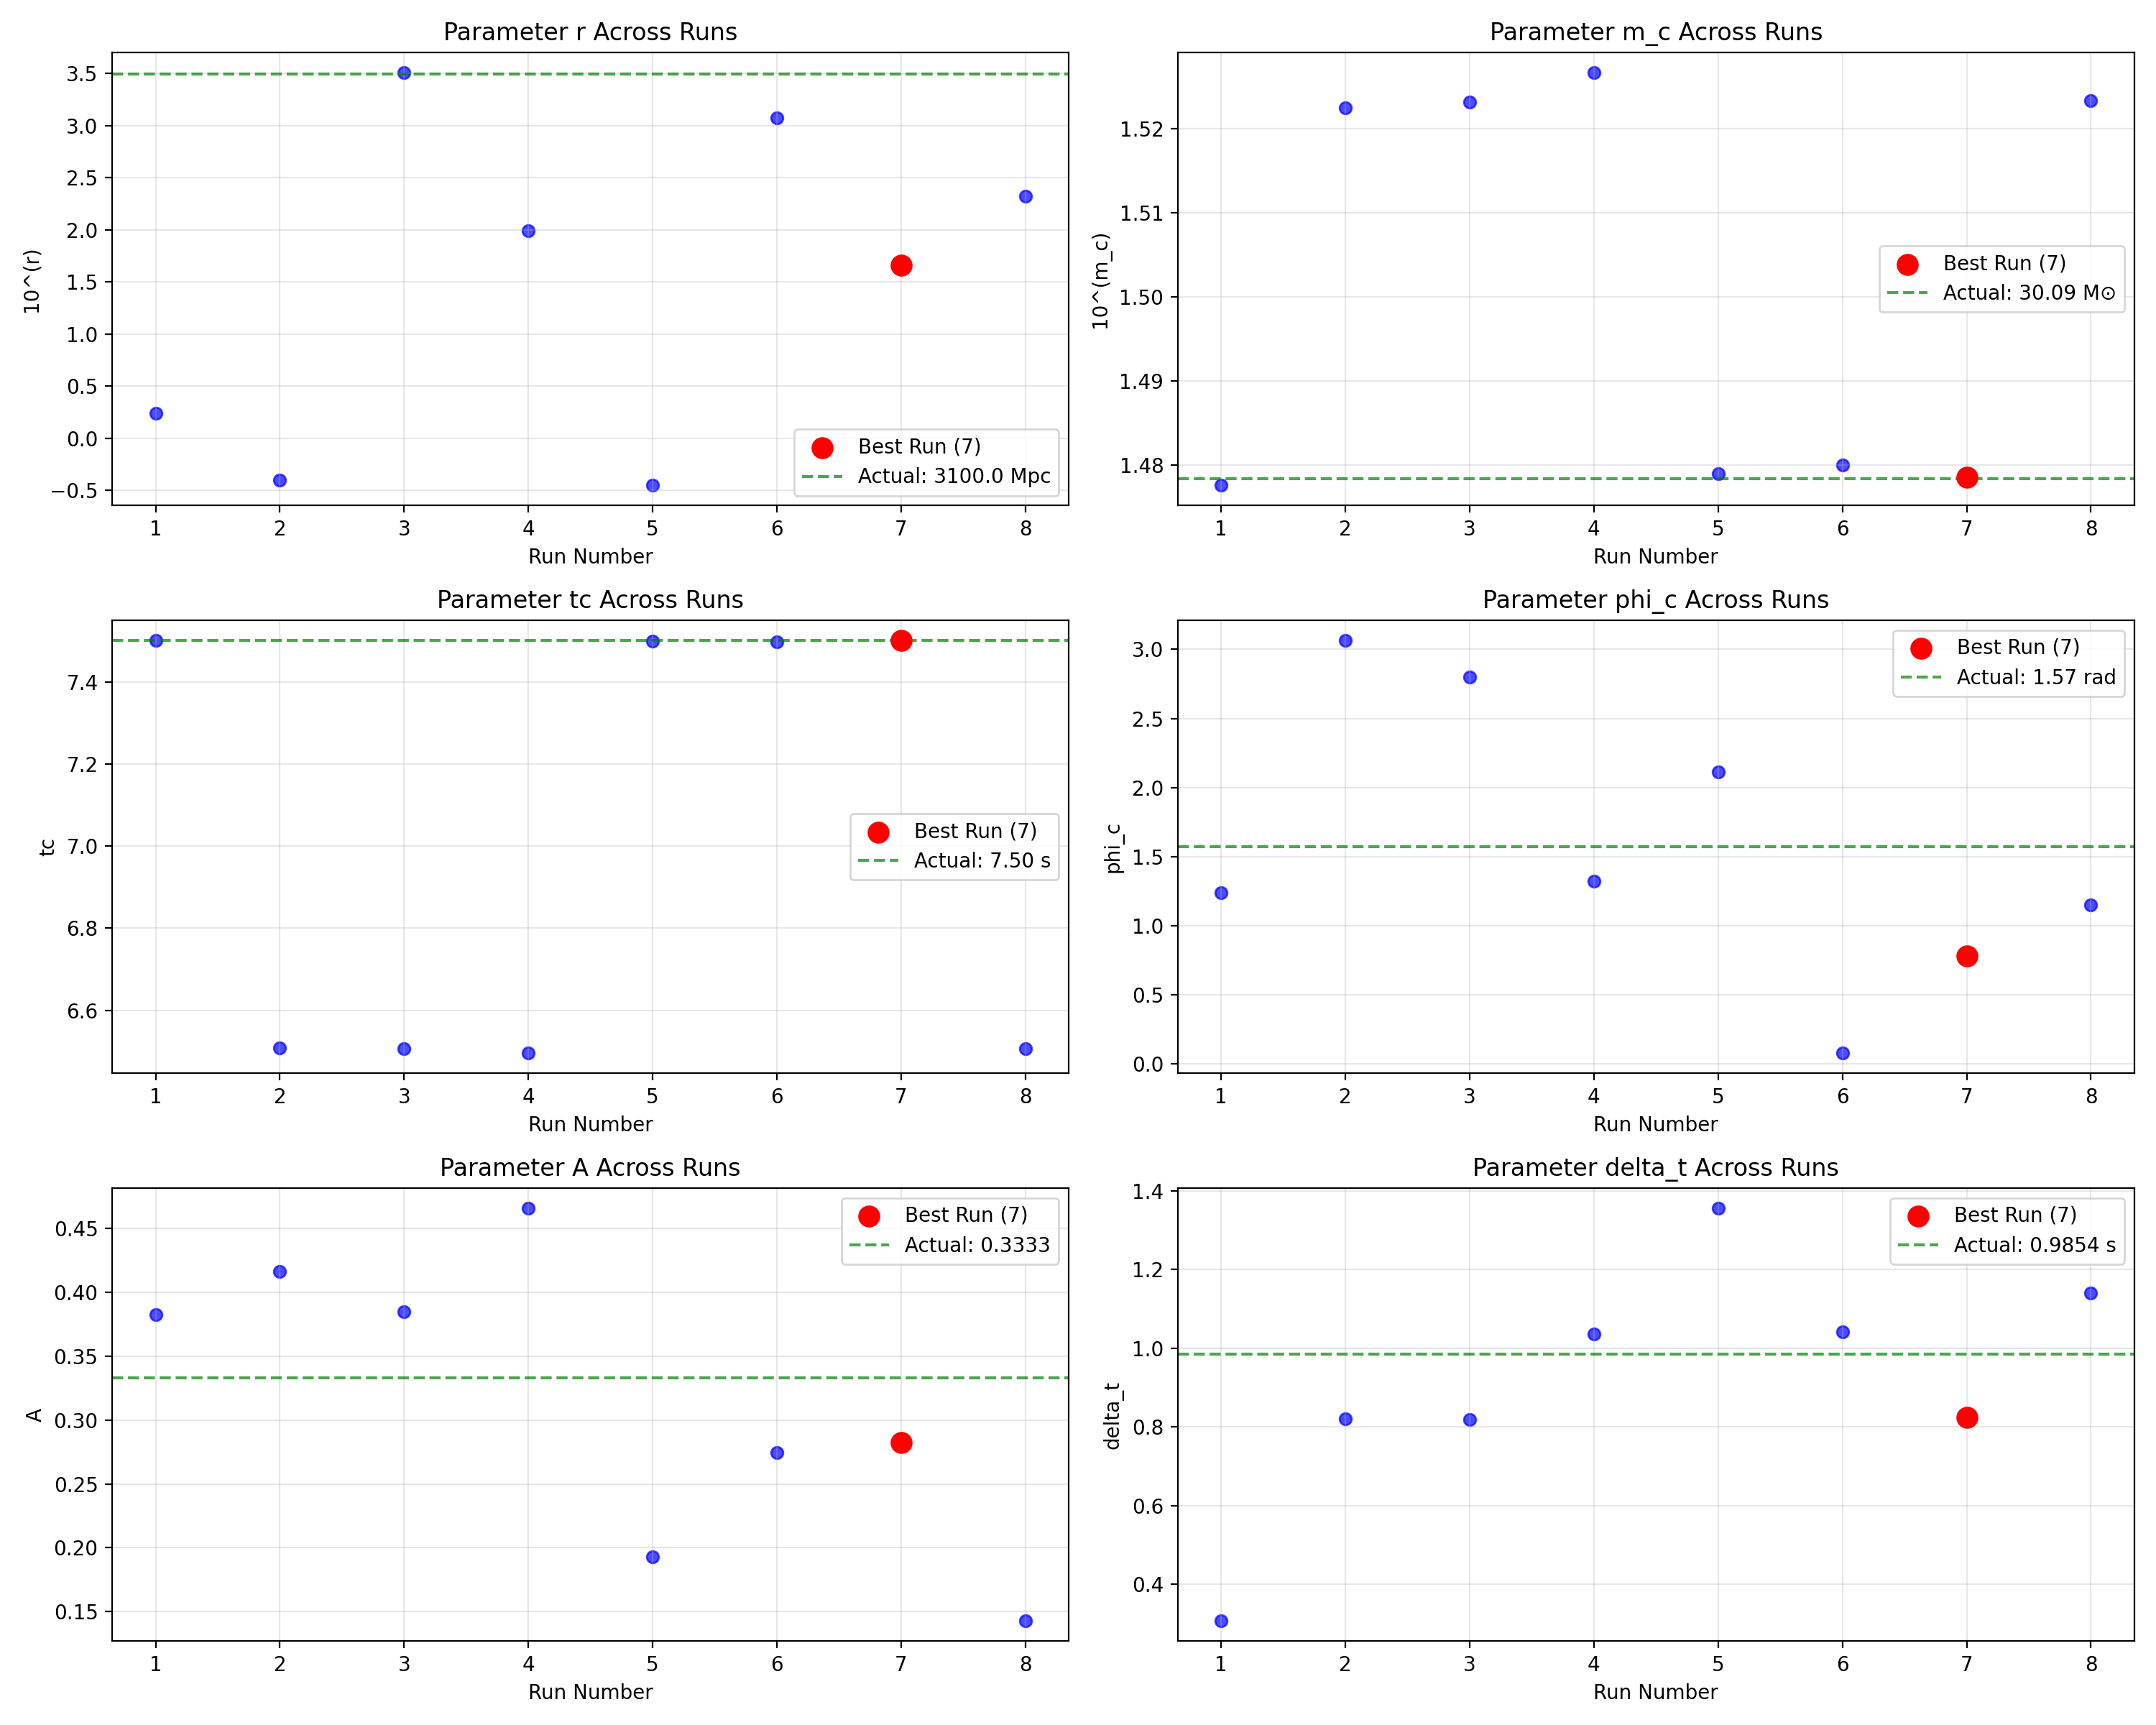 Parameter r Across Runs
10^(r)
3.5
3.0
2.5
2.0
1.5
1.0
0.5
0.0
−0.5
Best Run (7)
Actual: 3100.0 Mpc
1 2 3 4 5 6 7 8
Run Number
Parameter m_c Across Runs
10^(m_c)
1.52
1.51
1.50
1.49
1.48
Best Run (7)
Actual: 30.09 M⊙
1 2 3 4 5 6 7 8
Run Number
Parameter tc Across Runs
tc
7.4
7.2
7.0
6.8
6.6
Best Run (7)
Actual: 7.50 s
1 2 3 4 5 6 7 8
Run Number
Parameter phi_c Across Runs
phi_c
3.0
2.5
2.0
1.5
1.0
0.5
0.0
Best Run (7)
Actual: 1.57 rad
1 2 3 4 5 6 7 8
Run Number
Parameter A Across Runs
A
0.45
0.40
0.35
0.30
0.25
0.20
0.15
Best Run (7)
Actual: 0.3333
1 2 3 4 5 6 7 8
Run Number
Parameter delta_t Across Runs
delta_t
1.4
1.2
1.0
0.8
0.6
0.4
Best Run (7)
Actual: 0.9854 s
1 2 3 4 5 6 7 8
Run Number